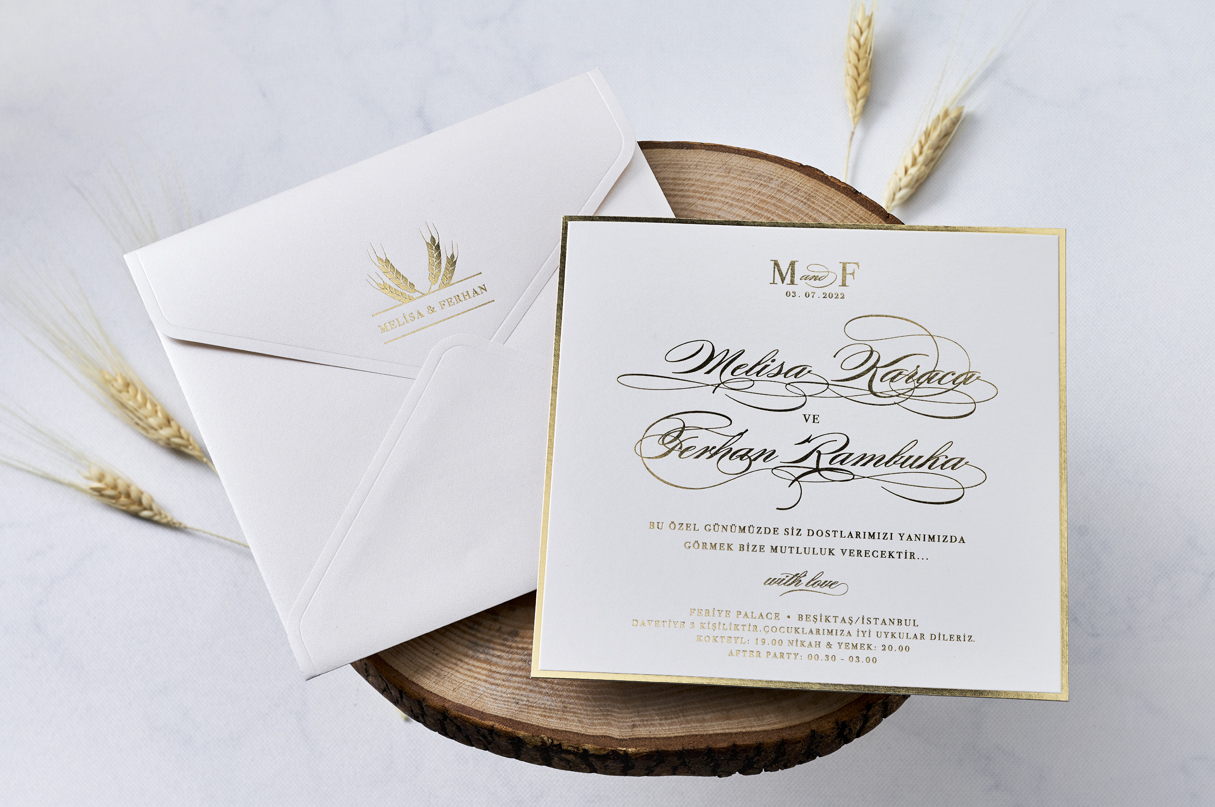 MELİSA & FERHAN
M and F
03.07.2022
Melisa Karaca
VE
Ferhan Rambuka
BU ÖZEL GÜNÜMÜZDE SİZ DOSTLARIMIZI YANIMIZDA
GÖRMEK BİZE MUTLULUK VERECEKTİR...
with love
FERİYE PALACE • BEŞİKTAŞ/İSTANBUL
DAVETİYE 5 KİŞİLİKTİR.ÇOCUKLARIMIZA İYİ UYKULAR DİLERİZ.
KOKTEYL: 19.00 NİKAH & YEMEK: 20.00
AFTER PARTY: 00.30 - 03.00